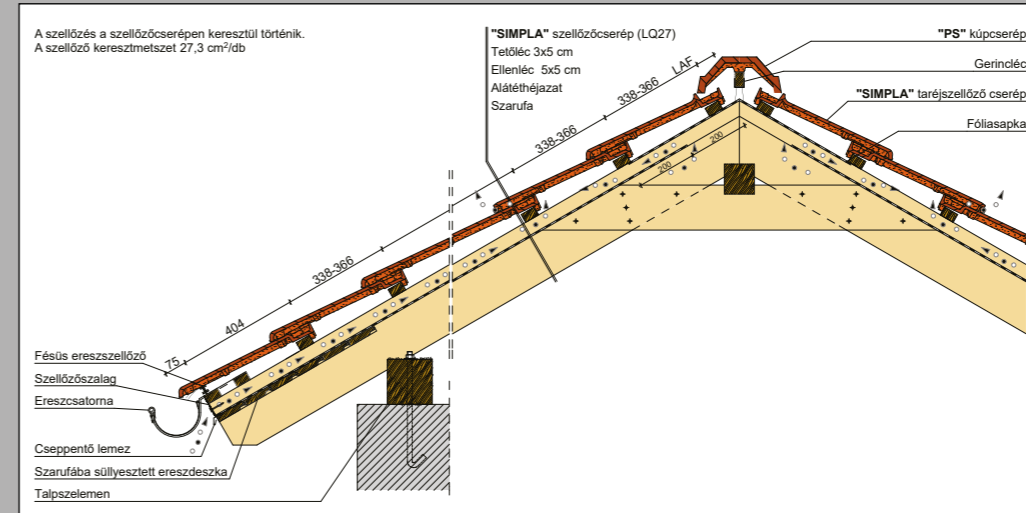 A szellőzés a szellőzőcserépen keresztül történik.
A szellőző keresztmetszet 27,3 cm²/db
"SIMPLA" szellőzőcserép (LQ27)
Tetőléc 3x5 cm
Ellenléc 5x5 cm
Alátéthéjazat
Szarufa
"PS" kúpcserép
Gerincléc
"SIMPLA" taréjszellőző cserép
Fóliasapka
LAF
338-366
338-366
338-366
404
75
200
200
Fésüs ereszszellőző
Szellőzőszalag
Ereszcsatorna
Cseppentő lemez
Szarufába süllyesztett ereszdeszka
Talpszelemen